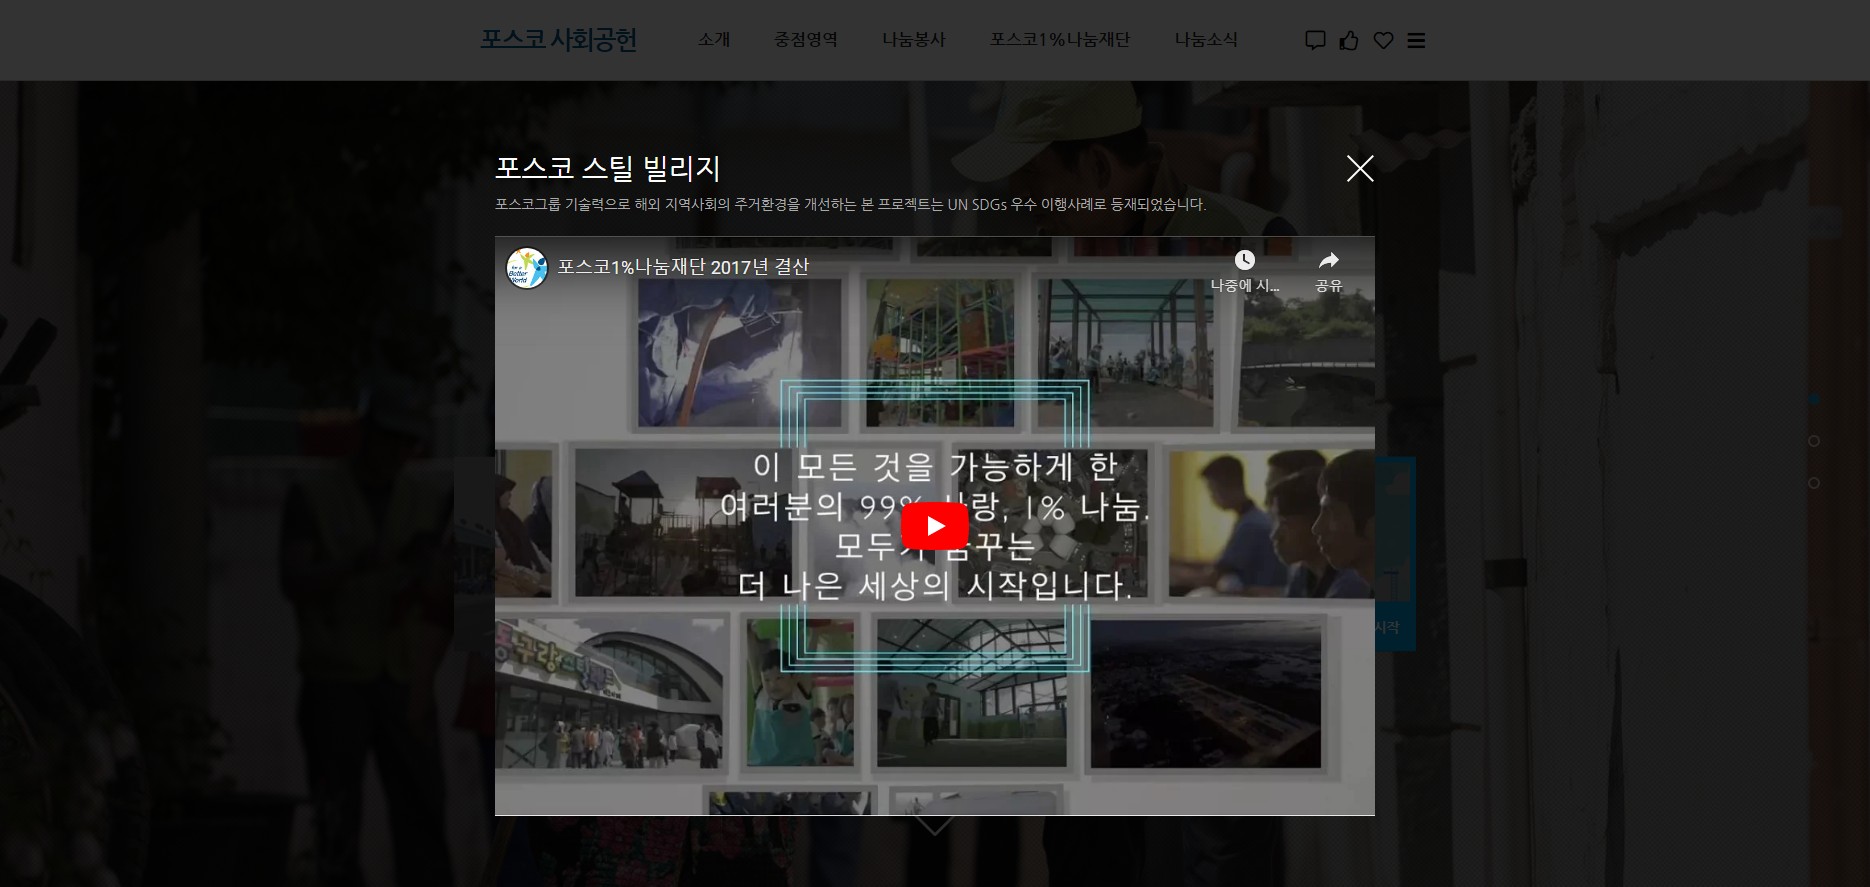 포스코 사회공헌
소개
중점영역
나눔봉사
포스코1%나눔재단
나눔소식
포스코 스틸 빌리지
포스코그룹 기술력으로 해외 지역사회의 주거환경을 개선하는 본 프로젝트는 UN SDGs 우수 이행사례로 등재되었습니다.
Better
World
포스코1%나눔재단 2017년 결산
나중에 시...
공유
이 모든 것을 가능하게 한
여러분의 99% 사랑, 1% 나눔.
모두가 꿈꾸는
더 나은 세상의 시작입니다.
시작